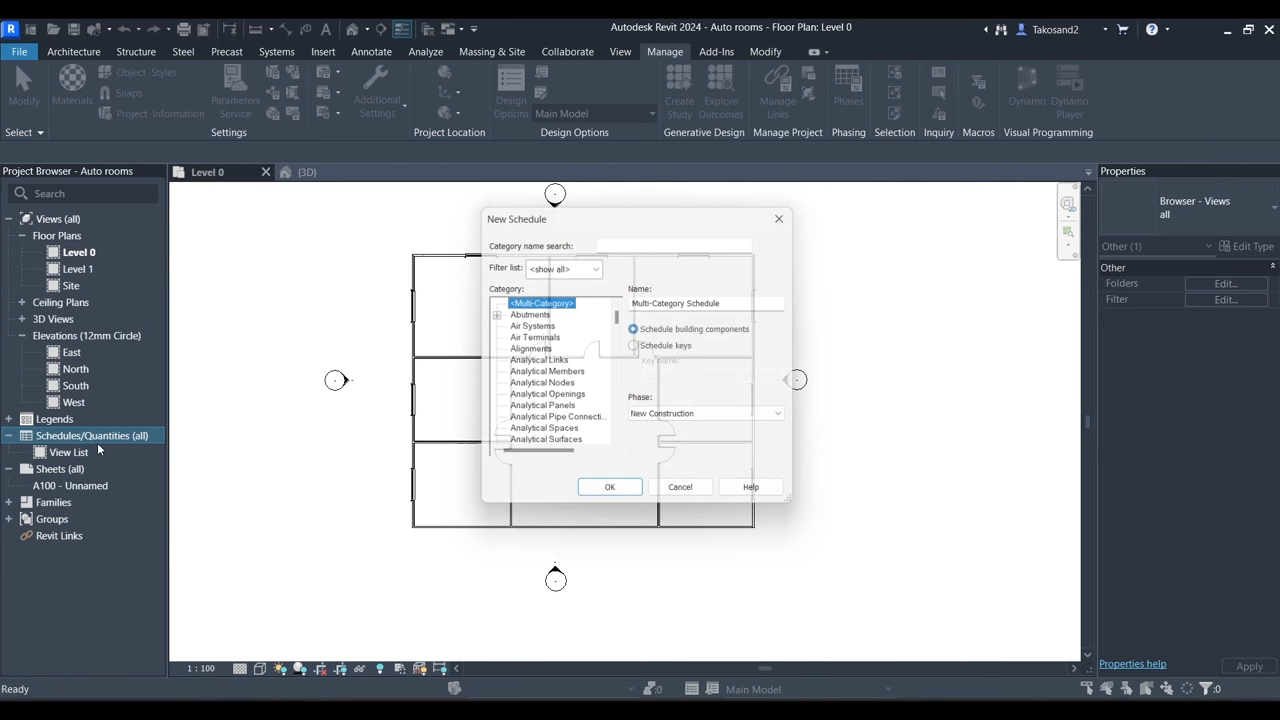 Autodesk Revit 2024 - Auto rooms - Floor Plan: Level 0
Takosand2
File
Architecture
Structure
Steel
Precast
Systems
Insert
Annotate
Analyze
Massing & Site
Collaborate
View
Manage
Add-Ins
Modify
Modify
Materials
Object Styles
Snaps
Project Information
Parameters
Service
Additional
Settings
Design
Options
Main Model
Create
Study
Explore
Outcomes
Manage
Links
Phases
Dynamo
Dynamo
Player
Select
Settings
Project Location
Design Options
Generative Design
Manage Project
Phasing
Selection
Inquiry
Macros
Visual Programming
Project Browser - Auto rooms
Search
Views (all)
Floor Plans
Level 0
Level 1
Site
Ceiling Plans
3D Views
Elevations (12mm Circle)
East
North
South
West
Legends
Schedules/Quantities (all)
View List
Sheets (all)
A100 - Unnamed
Families
Groups
Revit Links
Level 0
{3D}
New Schedule
Category name search:
Filter list:
<show all>
Category:
<Multi-Category>
Abutments
Air Systems
Air Terminals
Alignments
Analytical Links
Analytical Members
Analytical Nodes
Analytical Openings
Analytical Panels
Analytical Pipe Connecti...
Analytical Spaces
Analytical Surfaces
Name:
Multi-Category Schedule
Schedule building components
Schedule keys
Key name:
Phase:
New Construction
OK
Cancel
Help
Properties
Browser - Views
all
Other (1)
Edit Type
Other
Folders
Edit...
Filter
Edit...
Properties help
Apply
1 : 100
Ready
:0
Main Model
:0